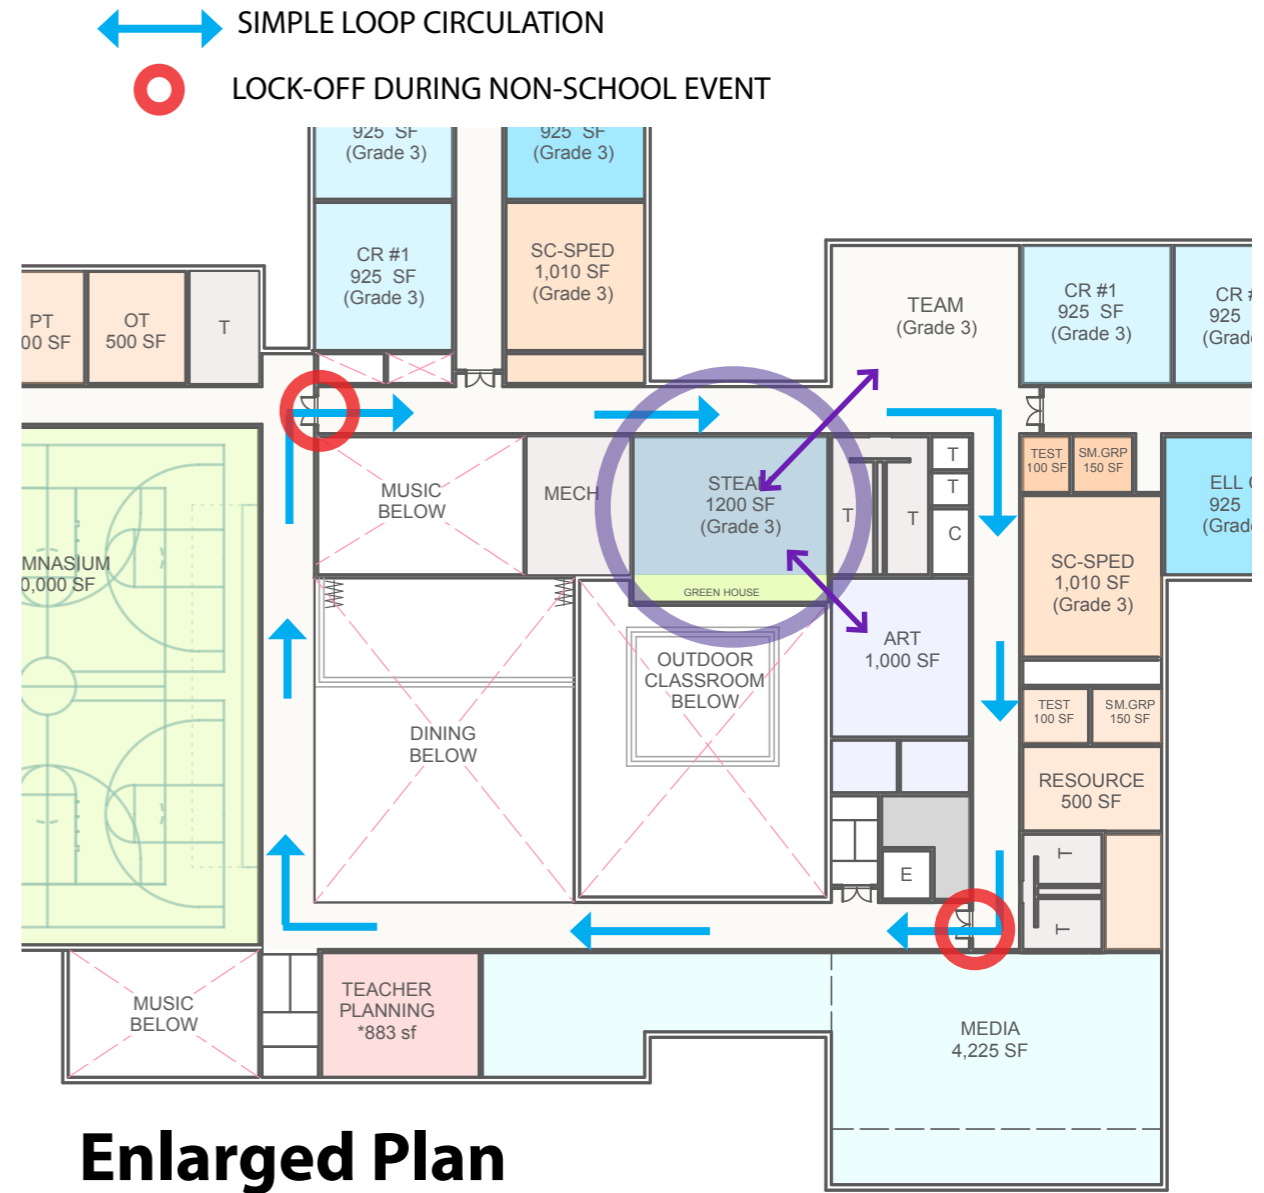 SIMPLE LOOP CIRCULATION
LOCK-OFF DURING NON-SCHOOL EVENT
925 SF
(Grade 3)
925 SF
(Grade 3)
CR #1
925 SF
(Grade 3)
SC-SPED
1,010 SF
(Grade 3)
PT
00 SF
OT
500 SF
T
TEAM
(Grade 3)
CR #1
925 SF
(Grade 3)
CR #
925
(Grad
MUSIC
BELOW
MECH
1200 SF
(Grade 3)
GREEN HOUSE
T
T
T
T
C
TEST
100 SF
SM.GRP
150 SF
ELL
925
(Grad
MNASIUM
0,000 SF
SC-SPED
1,010 SF
(Grade 3)
ART
1,000 SF
OUTDOOR
CLASSROOM
BELOW
DINING
BELOW
TEST
100 SF
SM.GRP
150 SF
RESOURCE
500 SF
E
T
T
MUSIC
BELOW
TEACHER
PLANNING
*883 sf
MEDIA
4,225 SF
Enlarged Plan